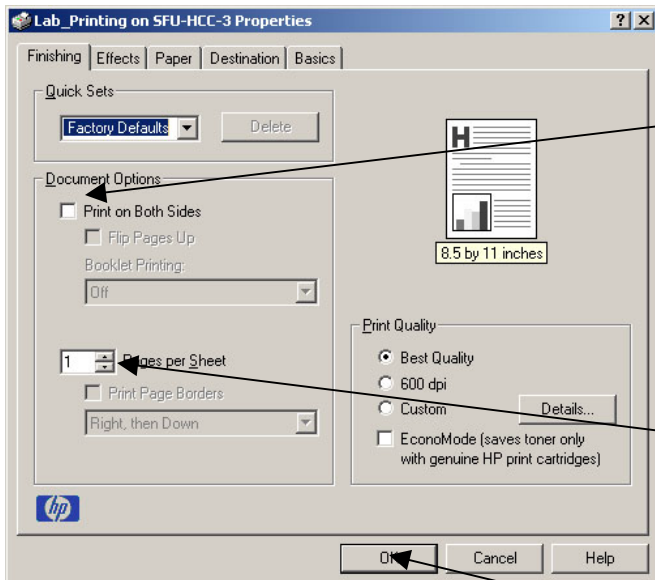 Lab_Printing on SFU-HCC-3 Properties
Finishing Effects Paper Destination Basics
Quick Sets
Factory Defaults
Delete
Document Options
Print on Both Sides
Flip Pages Up
Booklet Printing:
Off
1 Pages per Sheet
Print Page Borders
Right, then Down
H
8.5 by 11 inches
Print Quality
Best Quality
600 dpi
Custom
Details...
EconoMode (saves toner only
with genuine HP print cartridges)
hp
OK Cancel Help